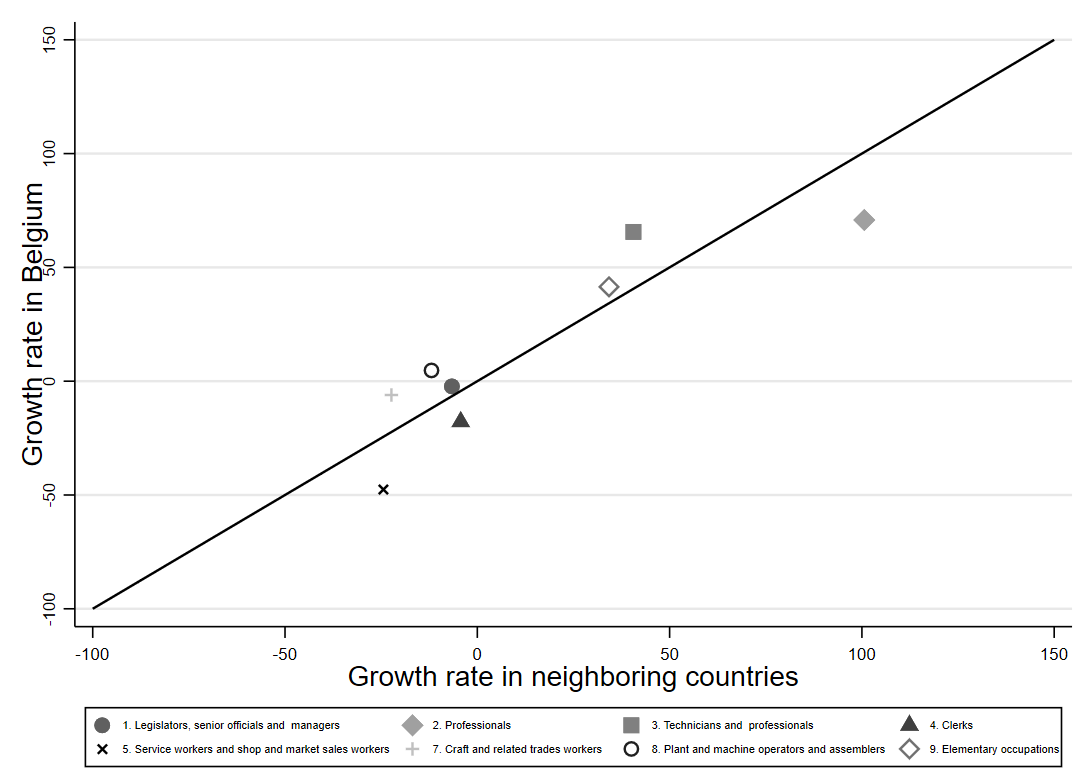 Growth rate in Belgium
150
100
50
0
-50
-100
-100 -50 0 50 100 150
Growth rate in neighboring countries
1. Legislators, senior officials and  managers 2. Professionals 3. Technicians and  professionals 4. Clerks
5. Service workers and shop and market sales workers 7. Craft and related trades workers 8. Plant and machine operators and assemblers 9. Elementary occupations